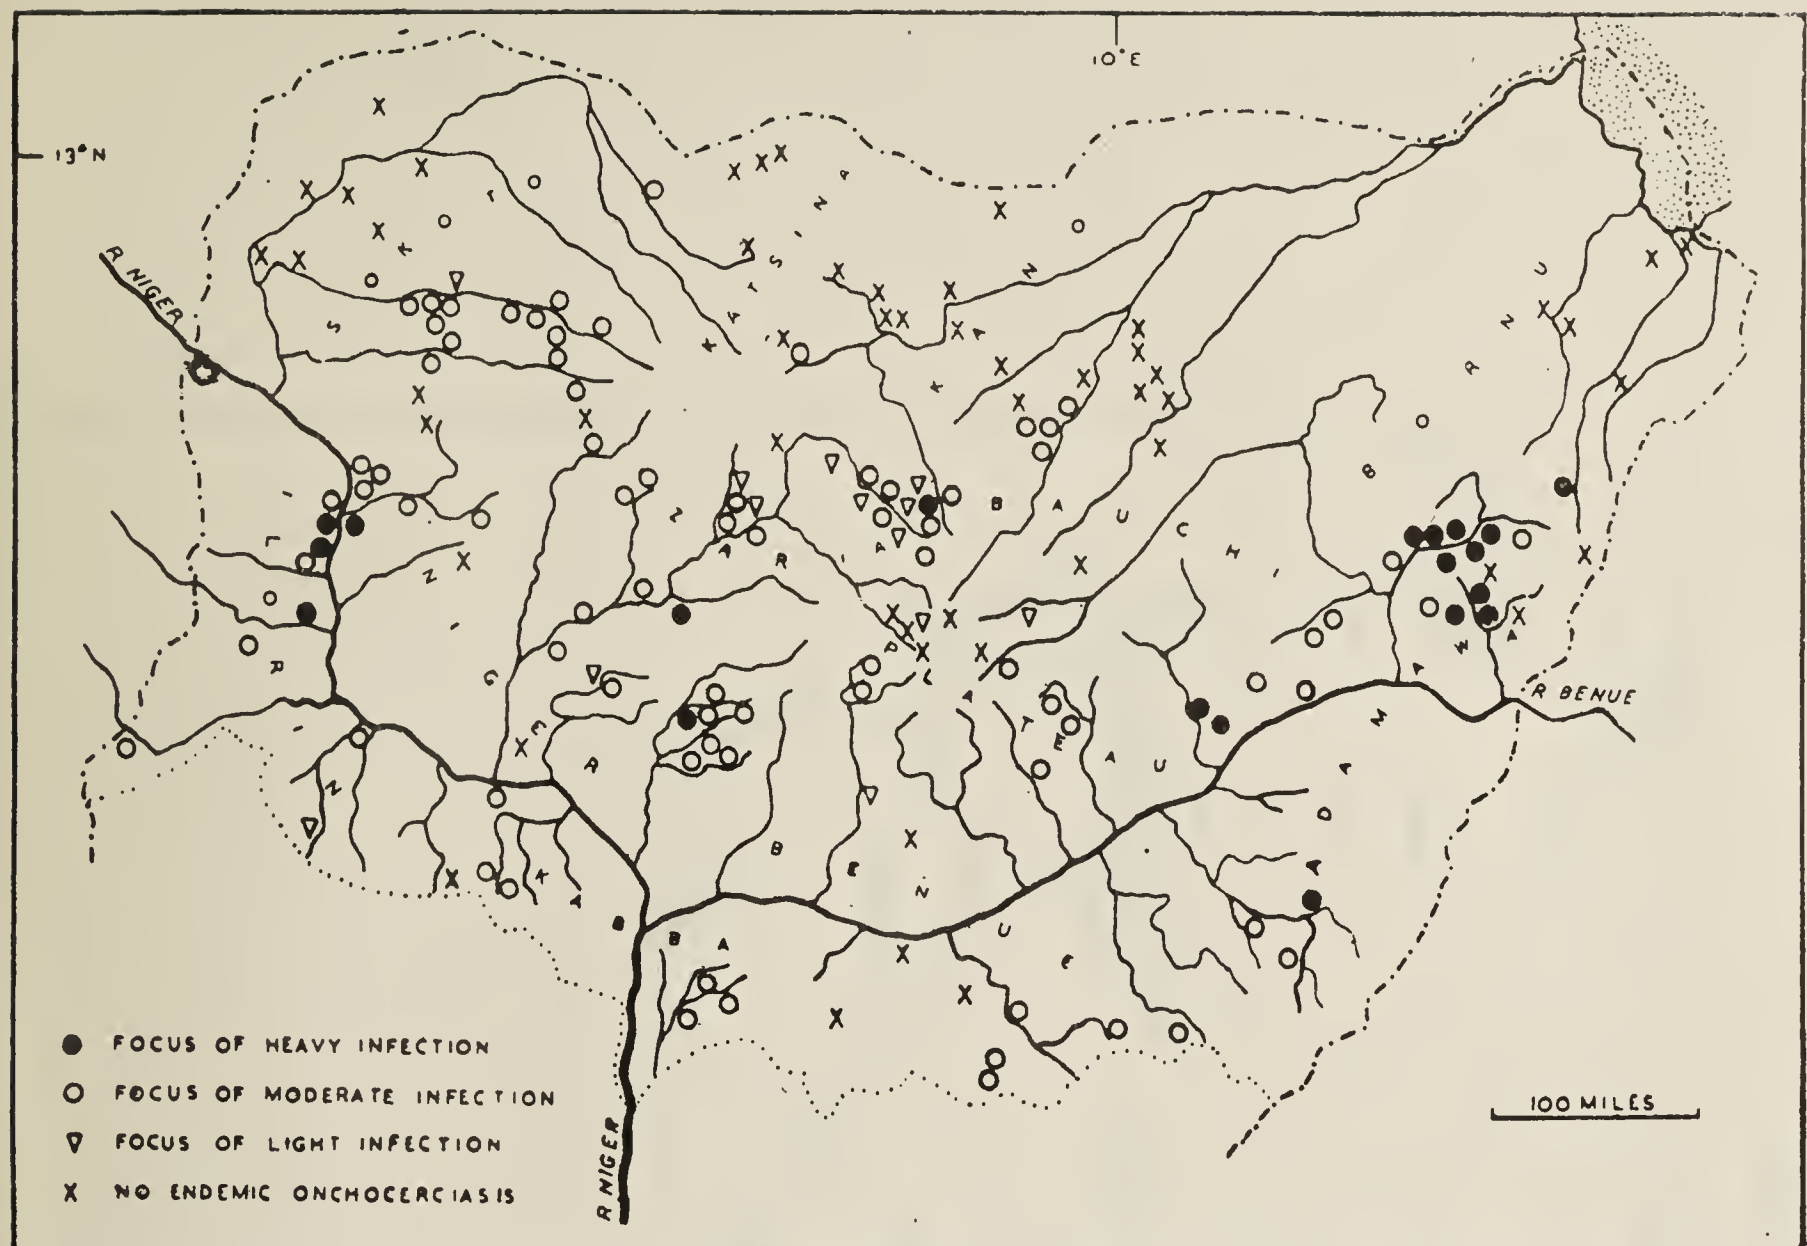 10°E
13°N
R NIGER
SOKOTO
KATSINA
KANO
BORNU
ZARIA
BAUCHI
ILORIN
NIGER
PLATEAU
ADAMAWA
R BENUE
BENUE
KABBA
FOCUS OF HEAVY INFECTION
FOCUS OF MODERATE INFECTION
FOCUS OF LIGHT INFECTION
X NO ENDEMIC ONCHOCERCIASIS
R NIGER
100 MILES